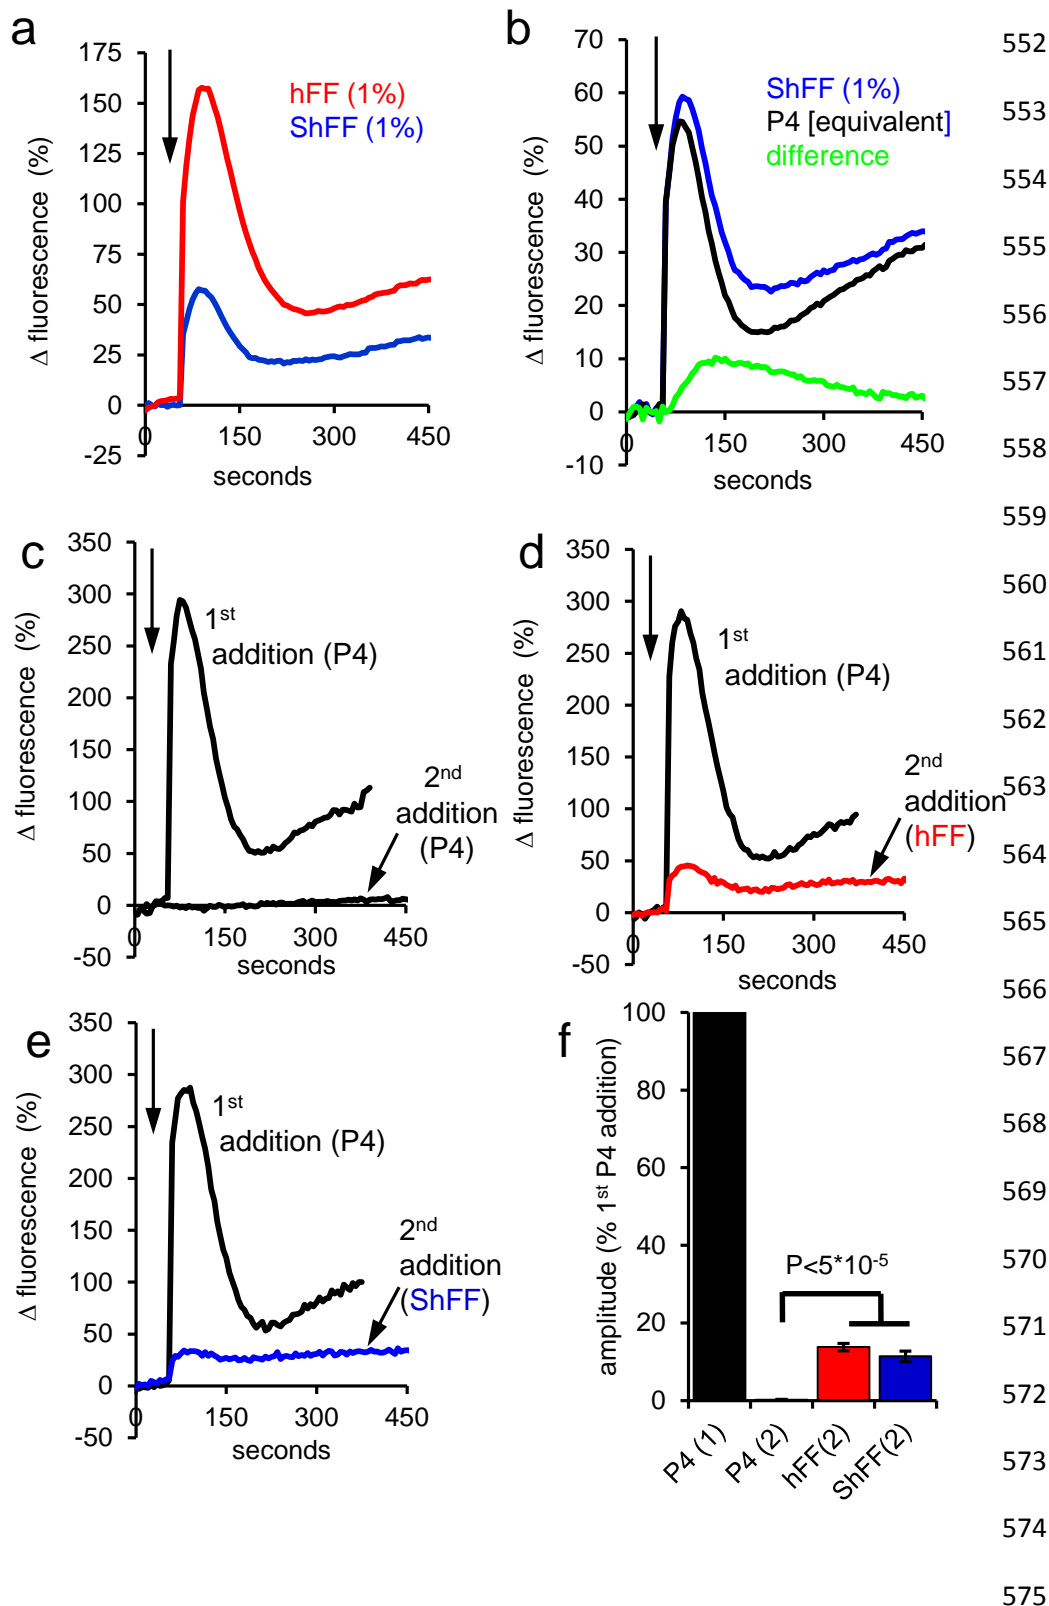 a
175
150
125
100
75
50
25
0
-25
Δ fluorescence (%)
hFF (1%)
ShFF (1%)
0 150 300 450
seconds
b
70
60
50
40
30
20
10
0
-10
Δ fluorescence (%)
ShFF (1%)
P4 [equivalent]
difference
0 150 300 450
seconds
c
350
300
250
200
150
100
50
0
-50
Δ fluorescence (%)
1st
addition (P4)
2nd
addition
(P4)
0 150 300 450
seconds
d
350
300
250
200
150
100
50
0
-50
Δ fluorescence (%)
1st
addition (P4)
2nd
addition
(hFF)
0 150 300 450
seconds
e
350
300
250
200
150
100
50
0
-50
Δ fluorescence (%)
1st
addition (P4)
2nd
addition
(ShFF)
0 150 300 450
seconds
f
100
80
60
40
20
0
amplitude (% 1st P4 addition)
P<5*10-5
P4 (1)
P4 (2)
hFF(2)
ShFF(2)
552
553
554
555
556
557
558
559
560
561
562
563
564
565
566
567
568
569
570
571
572
573
574
575